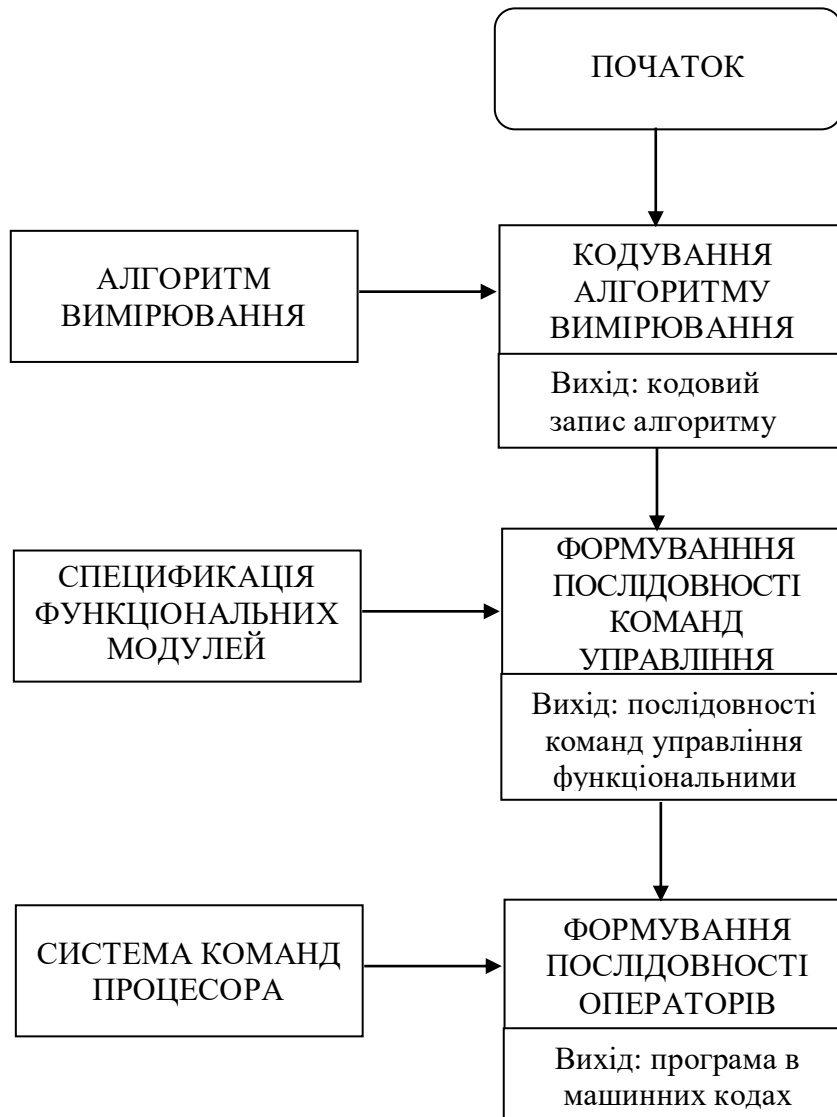 ПОЧАТОК
АЛГОРИТМ
ВИМІРЮВАННЯ
КОДУВАННЯ
АЛГОРИТМУ
ВИМІРЮВАННЯ
Вихід: кодовий
запис алгоритму
СПЕЦИФІКАЦІЯ
ФУНКЦІОНАЛЬНИХ
МОДУЛЕЙ
ФОРМУВАНННЯ
ПОСЛІДОВНОСТІ
КОМАНД
УПРАВЛІННЯ
Вихід: послідовності
команд управління
функціональними
СИСТЕМА КОМАНД
ПРОЦЕСОРА
ФОРМУВАННЯ
ПОСЛІДОВНОСТІ
ОПЕРАТОРІВ
Вихід: програма в
машинних кодах